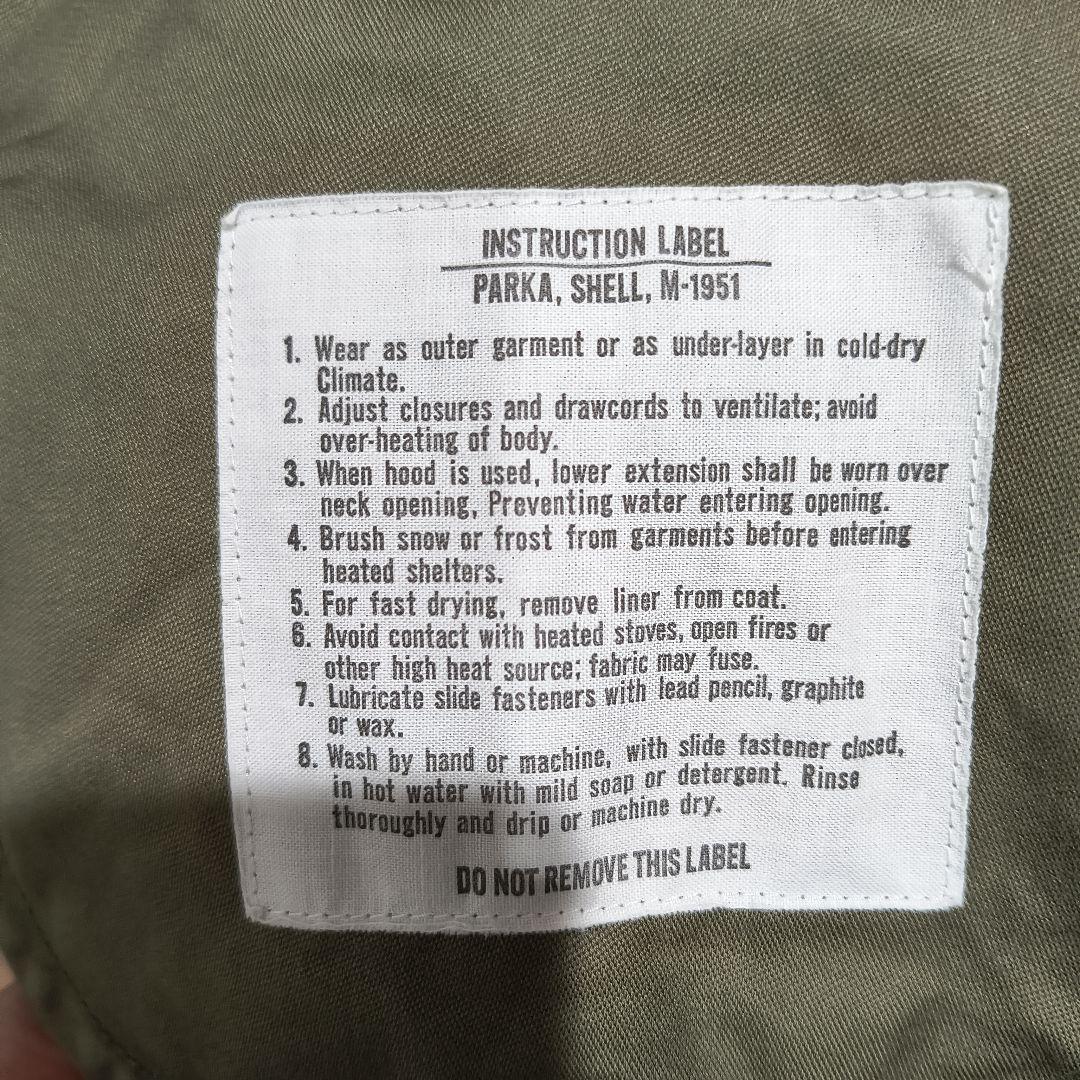 INSTRUCTION LABEL
PARKA, SHELL, M-1951
1. Wear as outer garment or as under-layer in cold-dry
Climate.
2. Adjust closures and drawcords to ventilate; avoid
over-heating of body.
3. When hood is used, lower extension shall be worn over
neck opening, Preventing water entering opening.
4. Brush snow or frost from garments before entering
heated shelters.
5. For fast drying, remove liner from coat.
6. Avoid contact with heated stoves, open fires or
other high heat source; fabric may fuse.
7. Lubricate slide fasteners with lead pencil, graphite
or wax.
8. Wash by hand or machine, with slide fastener closed,
in hot water with mild soap or detergent. Rinse
thoroughly and drip or machine dry.
DO NOT REMOVE THIS LABEL